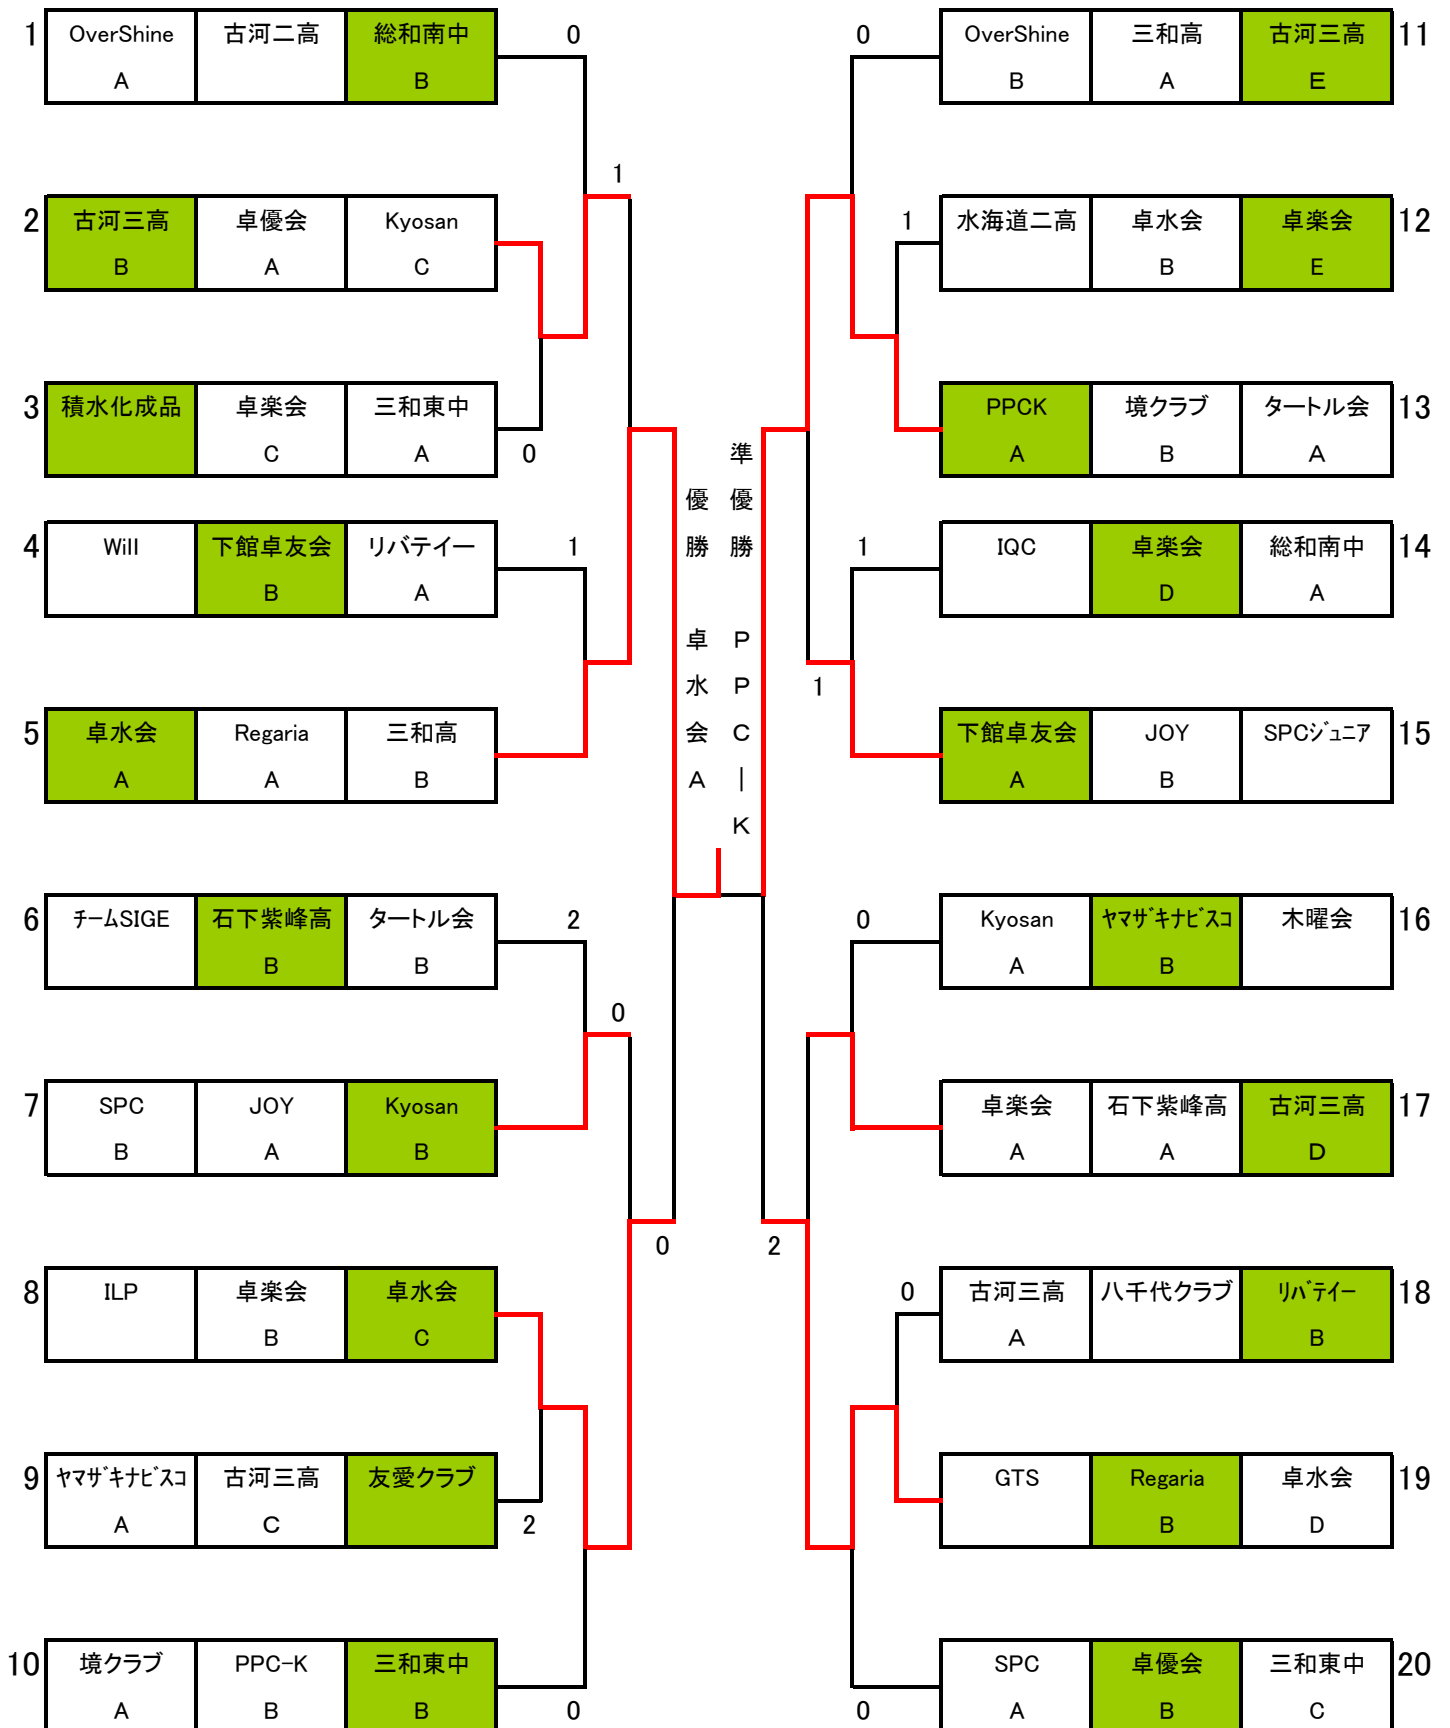 1 OverShine 古河二高 総和南中 0
A B
2 古河三高 卓優会 Kyosan 1
B A C
3 積水化成品 卓楽会 三和東中
C A 0
4 Will 下館卓友会 リバテイー 1
B A
5 卓水会 Regaria 三和高
A A B
6 チームSIGE 石下紫峰高 タートル会 2
B B
0
7 SPC JOY Kyosan
B A B
0
8 ILP 卓楽会 卓水会
B C
9 ヤマザキナビスコ 古河三高 友愛クラブ
A C 2
10 境クラブ PPC-K 三和東中
A B B 0
優勝 卓水会A
準優勝 PPC|K
0 OverShine 三和高 古河三高 11
B A E
1 水海道二高 卓水会 卓楽会 12
B E
PPCK 境クラブ タートル会 13
A B A
1 IQC 卓楽会 総和南中 14
D A
1
下館卓友会 JOY SPCジュニア 15
A B
0 Kyosan ヤマザキナビスコ 木曜会 16
A B
卓楽会 石下紫峰高 古河三高 17
A A D
2
0 古河三高 八千代クラブ リバテイー 18
A B
GTS Regaria 卓水会 19
B D
SPC 卓優会 三和東中 20
0 A B C